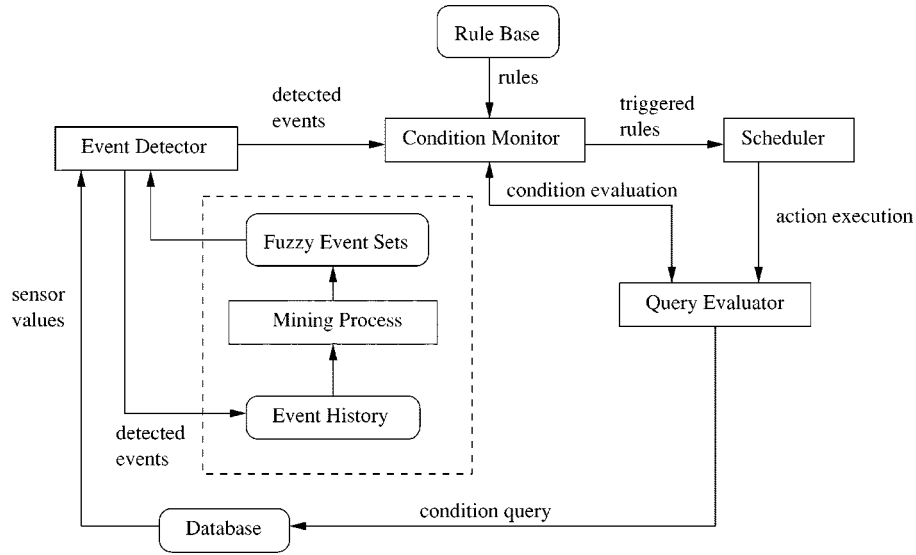 Rule Base
rules
detected
events
triggered
rules
Event Detector
Condition Monitor
Scheduler
condition evaluation
action execution
Fuzzy Event Sets
sensor
values
Mining Process
Query Evaluator
Event History
detected
events
condition query
Database